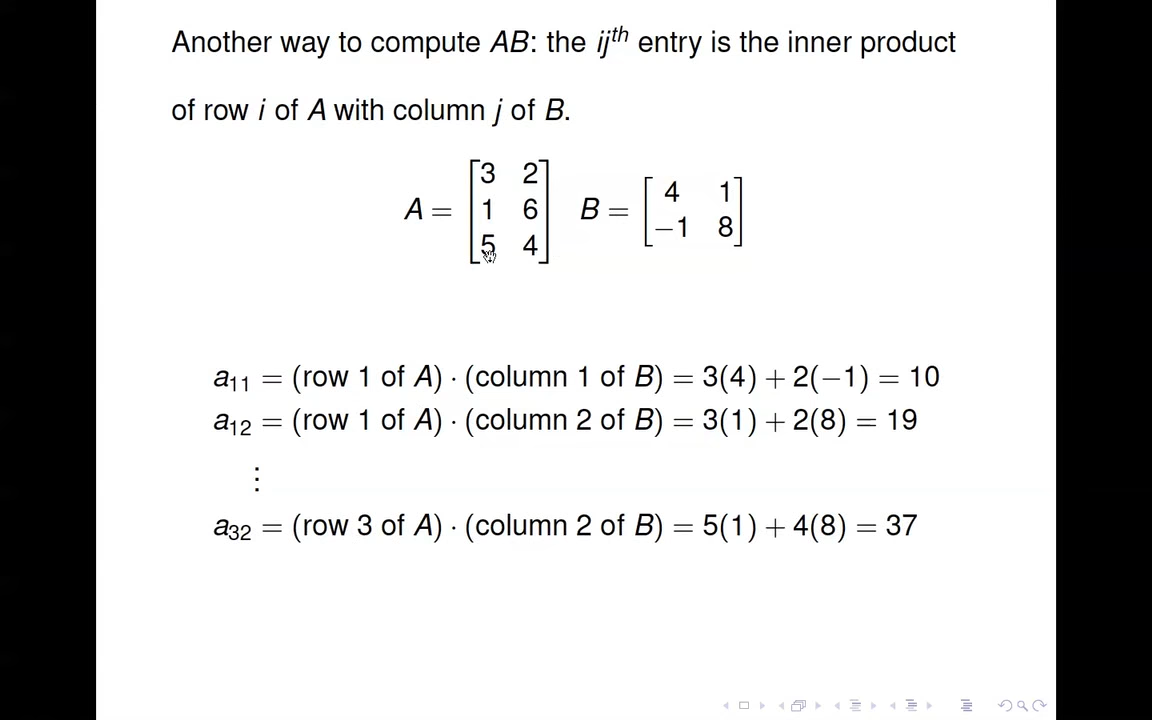 Another way to compute AB: the ij^th entry is the inner product
of row i of A with column j of B.
A = [3 2; 1 6; 5 4] B = [4 1; −1 8]
a₁₁ = (row 1 of A) · (column 1 of B) = 3(4) + 2(−1) = 10
a₁₂ = (row 1 of A) · (column 2 of B) = 3(1) + 2(8) = 19
⋮
a₃₂ = (row 3 of A) · (column 2 of B) = 5(1) + 4(8) = 37